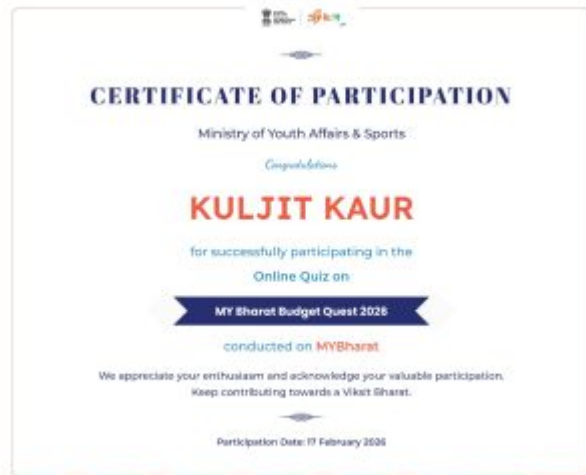 CERTIFICATE OF PARTICIPATION
Ministry of Youth Affairs & Sports
Congratulations
KULJIT KAUR
for successfully participating in the
Online Quiz on
MY Bharat Budget Quest 2026
conducted on MYBharat
We appreciate your enthusiasm and acknowledge your valuable participation.
Keep contributing towards a Viksit Bharat.
Participation Date: 17 February 2026